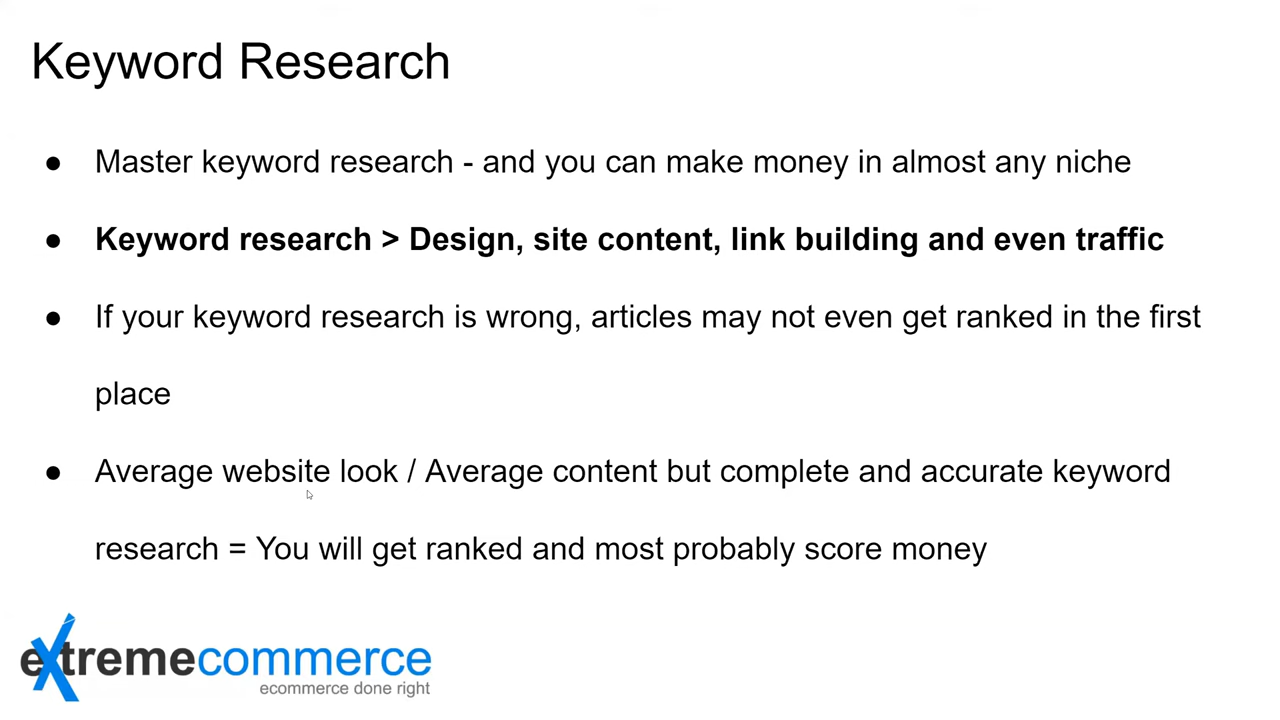 Keyword Research
● Master keyword research - and you can make money in almost any niche
● Keyword research > Design, site content, link building and even traffic
● If your keyword research is wrong, articles may not even get ranked in the first
place
● Average website look / Average content but complete and accurate keyword
research = You will get ranked and most probably score money
extremecommerce
ecommerce done right